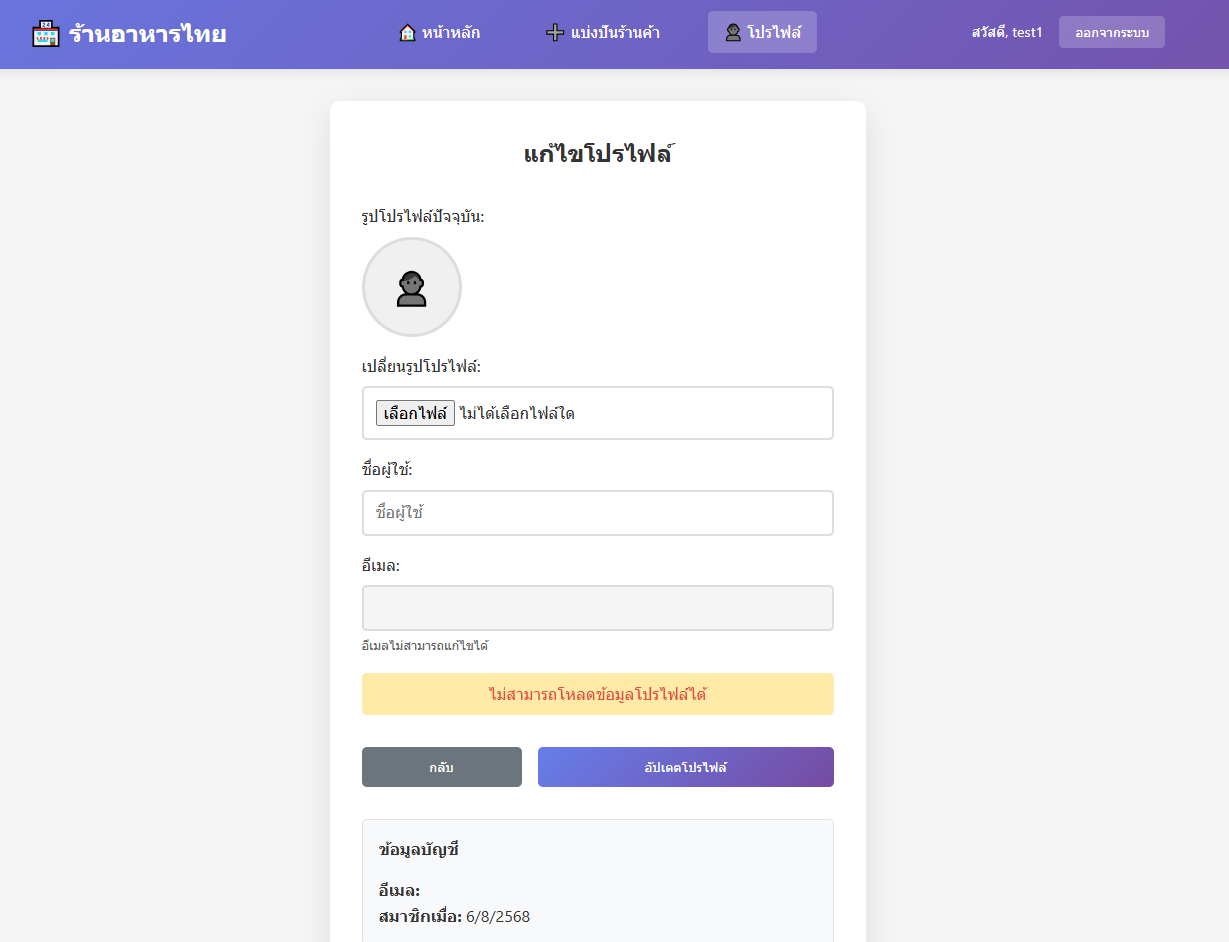 ร้านอาหารไทย
หน้าหลัก
แบ่งปันร้านค้า
โปรไฟล์
สวัสดี, test1
ออกจากระบบ
แก้ไขโปรไฟล์
รูปโปรไฟล์ปัจจุบัน:
เปลี่ยนรูปโปรไฟล์:
เลือกไฟล์ ไม่ได้เลือกไฟล์ใด
ชื่อผู้ใช้:
ชื่อผู้ใช้
อีเมล:
อีเมลไม่สามารถแก้ไขได้
ไม่สามารถโหลดข้อมูลโปรไฟล์ได้
กลับ
อัปเดตโปรไฟล์
ข้อมูลบัญชี
อีเมล:
สมาชิกเมื่อ: 6/8/2568